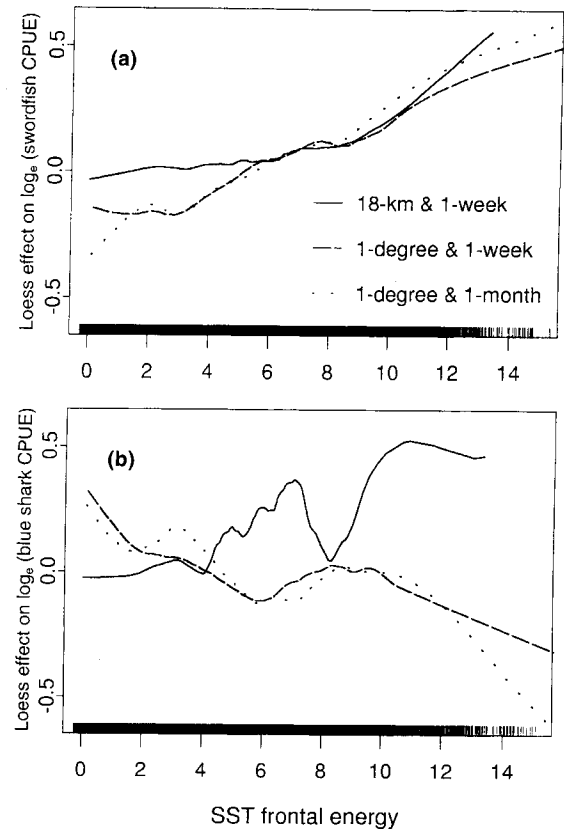 Loess effect on logₑ (swordfish CPUE)
0.5
0.0
-0.5
(a)
18-km & 1-week
1-degree & 1-week
1-degree & 1-month
0 2 4 6 8 10 12 14
Loess effect on logₑ (blue shark CPUE)
0.5
0.0
-0.5
(b)
0 2 4 6 8 10 12 14
SST frontal energy